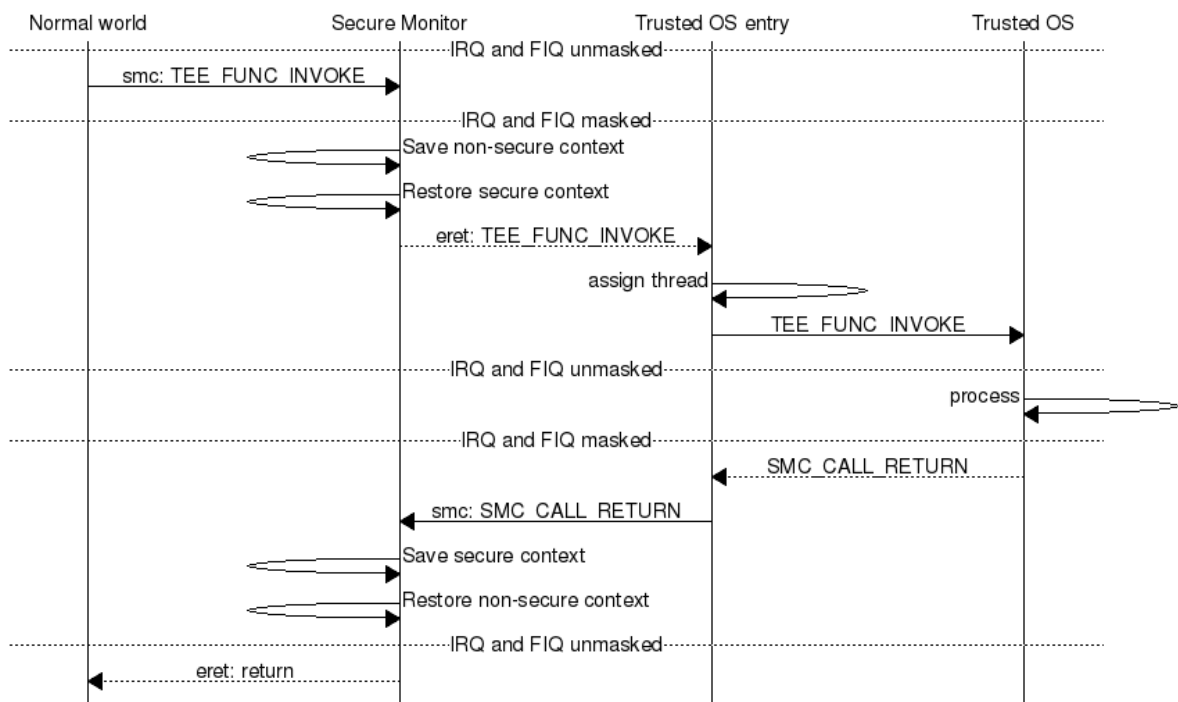 Normal world Secure Monitor Trusted OS entry Trusted OS
IRQ and FIQ unmasked
smc: TEE_FUNC_INVOKE
IRQ and FIQ masked
Save non-secure context
Restore secure context
eret: TEE_FUNC_INVOKE
assign thread
TEE_FUNC_INVOKE
IRQ and FIQ unmasked
process
IRQ and FIQ masked
SMC_CALL_RETURN
smc: SMC_CALL_RETURN
Save secure context
Restore non-secure context
IRQ and FIQ unmasked
eret: return